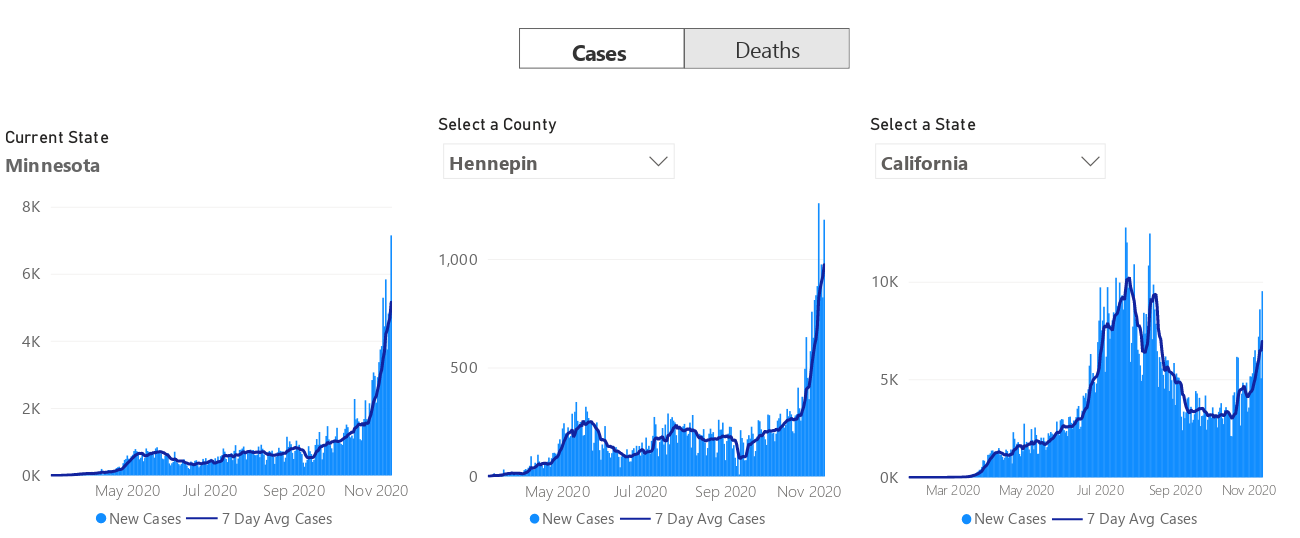 Cases Deaths
Current State
Minnesota
8K
6K
4K
2K
0K
May 2020 Jul 2020 Sep 2020 Nov 2020
New Cases 7 Day Avg Cases
Select a County
Hennepin
1,000
500
0
May 2020 Jul 2020 Sep 2020 Nov 2020
New Cases 7 Day Avg Cases
Select a State
California
10K
5K
0K
Mar 2020 May 2020 Jul 2020 Sep 2020 Nov 2020
New Cases 7 Day Avg Cases